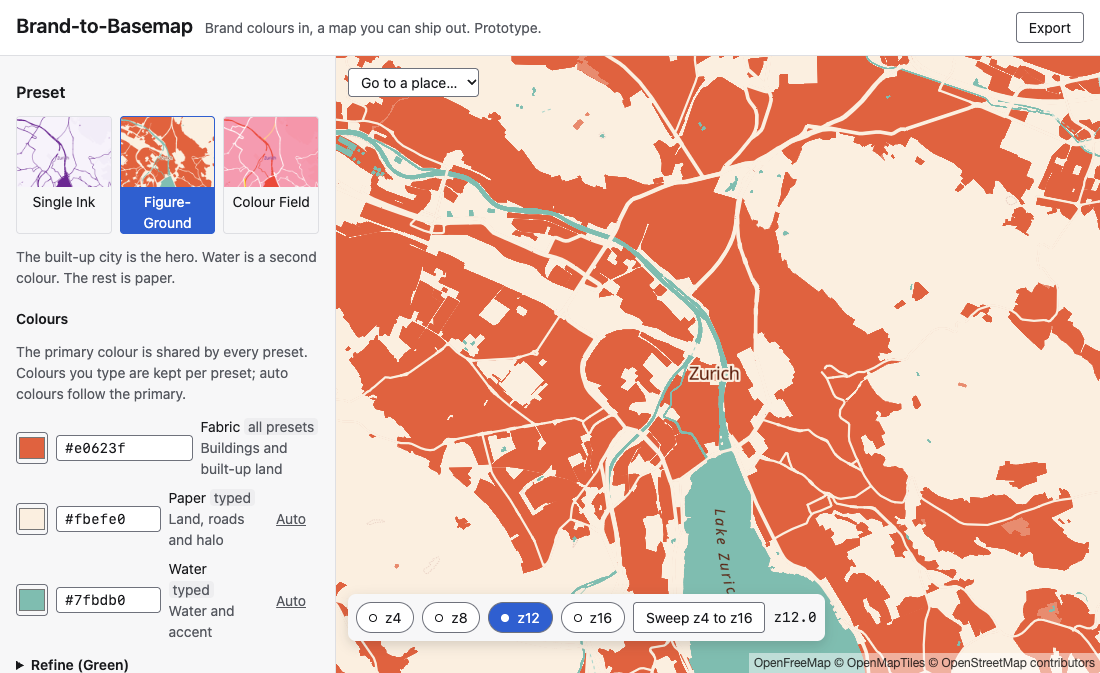 Brand-to-Basemap Brand colours in, a map you can ship out. Prototype.
Export
Preset
Single Ink
Figure-
Ground
Colour Field
The built-up city is the hero. Water is a second
colour. The rest is paper.
Colours
The primary colour is shared by every preset.
Colours you type are kept per preset; auto
colours follow the primary.
#e0623f
Fabric all presets
Buildings and
built-up land
#fbefe0
Paper typed
Land, roads
and halo
Auto
#7fbdb0
Water
typed
Water and
accent
Auto
Refine (Green)
Go to a place...
Zurich
Lake Zuric
z4
z8
z12
z16
Sweep z4 to z16
z12.0
OpenFreeMap © OpenMapTiles © OpenStreetMap contributors